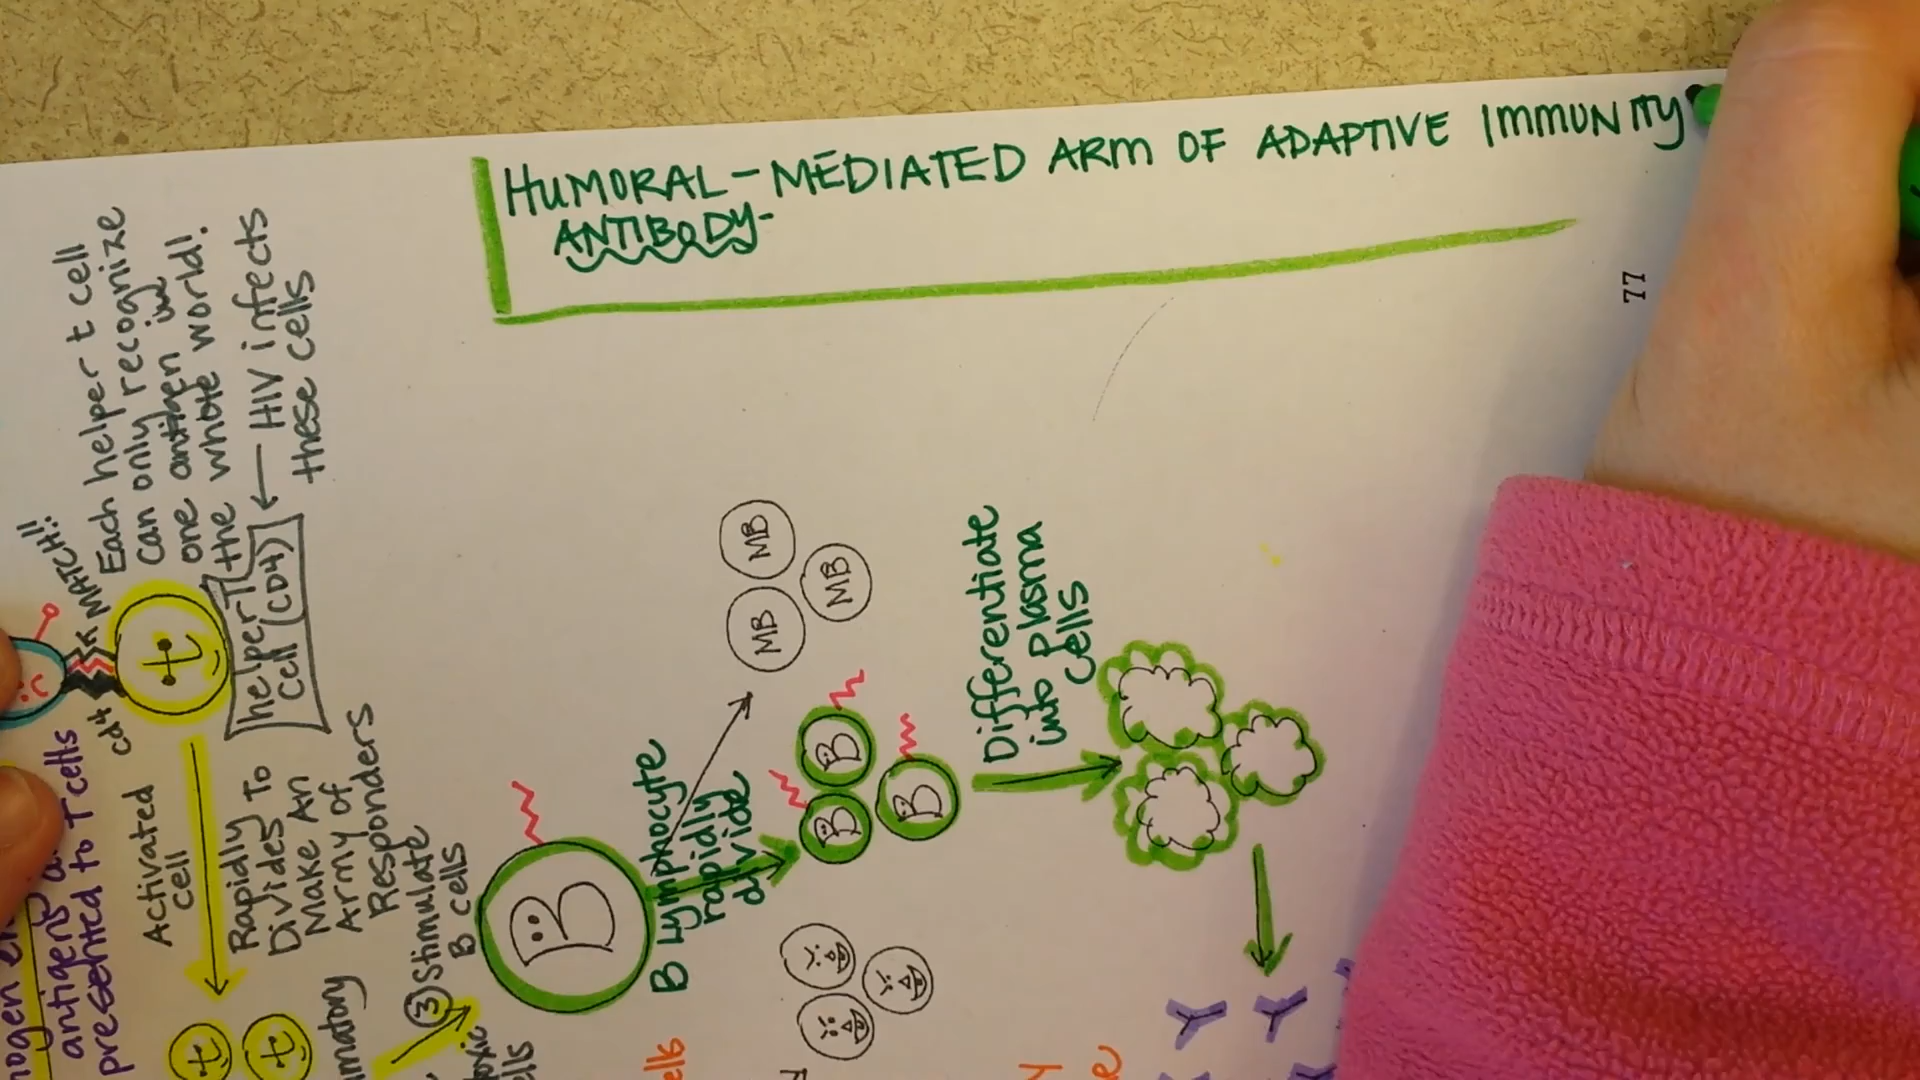 HUMORAL-MEDIATED ARM OF ADAPTIVE IMMUNITY
ANTIBODY-
77
MATCH!!
Each helper t cell
can only recognize
one antigen in
the whole world!
← HIV infects
these cells
helper T
cell (CD4)
CD4
antigens
presented to T cells
Activated
cell
Rapidly
Divides To
Make An
Army of
Responders
t
t
t
③ Stimulate
B cells
B
B Lymphocyte
rapidly
divide
MB
MB
MB
B
B
B
Differentiate
into Plasma
cells